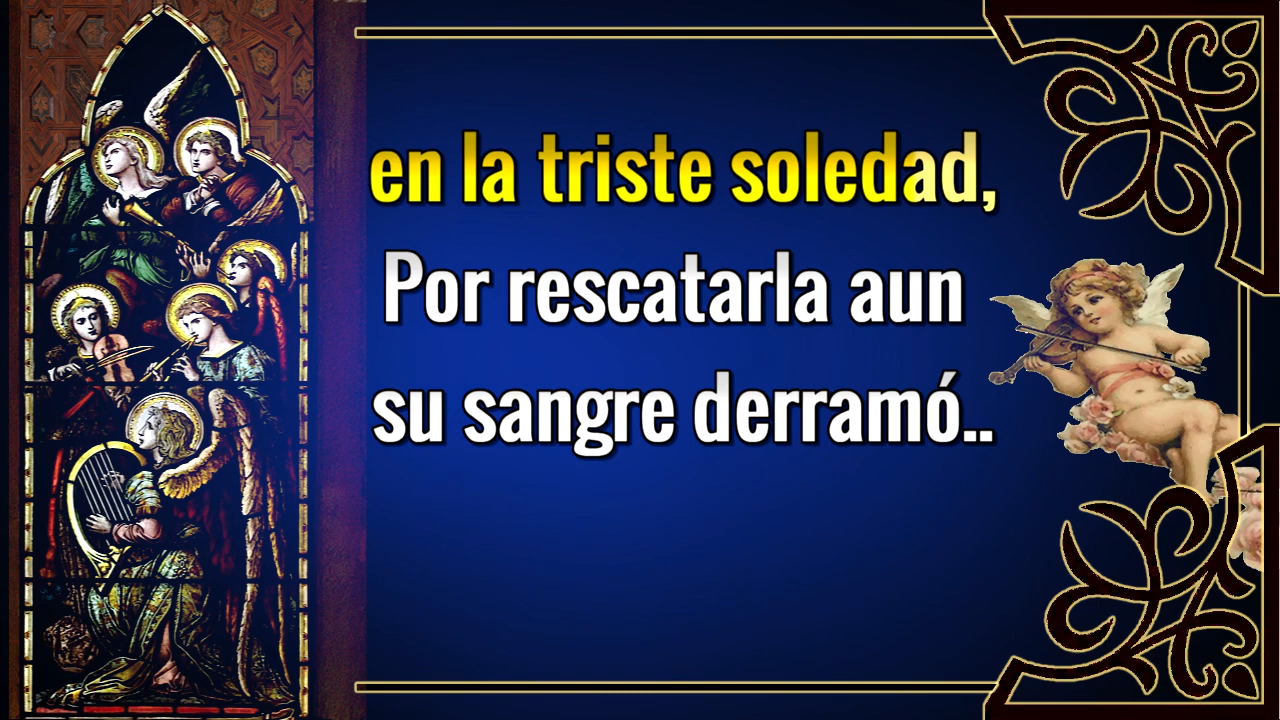 en la triste soledad,
Por rescatarla aun
su sangre derramó..